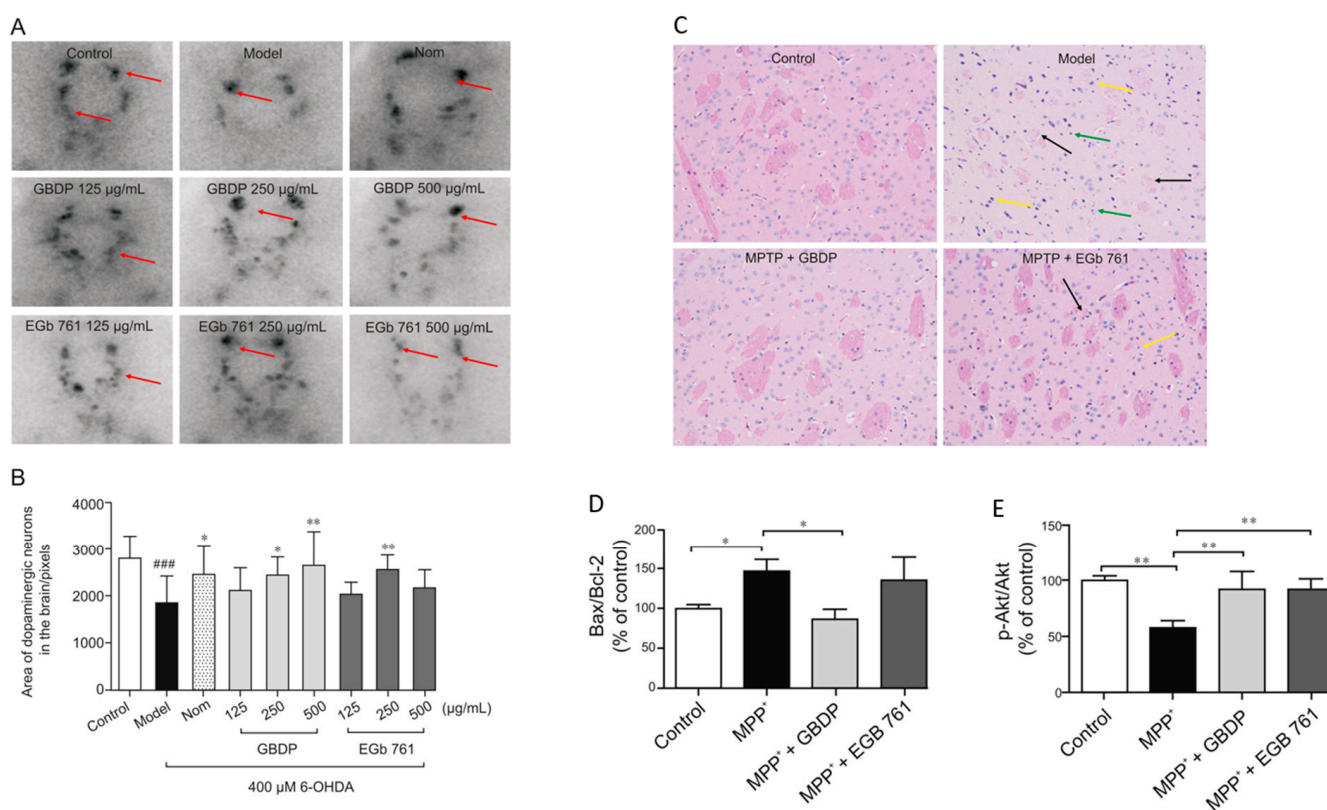 A
Control
Model
Nom
GBDP 125 µg/mL
GBDP 250 µg/mL
GBDP 500 µg/mL
EGb 761 125 µg/mL
EGb 761 250 µg/mL
EGb 761 500 µg/mL
C
Control
Model
MPTP + GBDP
MPTP + EGb 761
B
Area of dopaminergic neurons
in the brain/pixels
4000
3000
2000
1000
0
###
*
*
**
**
Control
Model
Nom
125
250
500
125
250
500
(µg/mL)
GBDP
EGb 761
400 µM 6-OHDA
D
Bax/Bcl-2
(% of control)
200
150
100
50
0
*
*
Control
MPP⁺
MPP⁺ + GBDP
MPP⁺ + EGB 761
E
p-Akt/Akt
(% of control)
150
100
50
0
**
**
**
Control
MPP⁺
MPP⁺ + GBDP
MPP⁺ + EGB 761